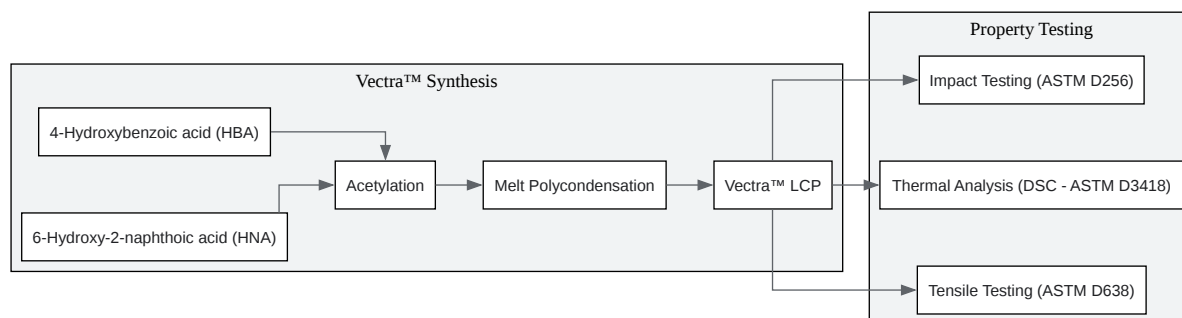 Property Testing
Vectra™ Synthesis
Impact Testing (ASTM D256)
4-Hydroxybenzoic acid (HBA)
Acetylation
Melt Polycondensation
Vectra™ LCP
Thermal Analysis (DSC - ASTM D3418)
6-Hydroxy-2-naphthoic acid (HNA)
Tensile Testing (ASTM D638)